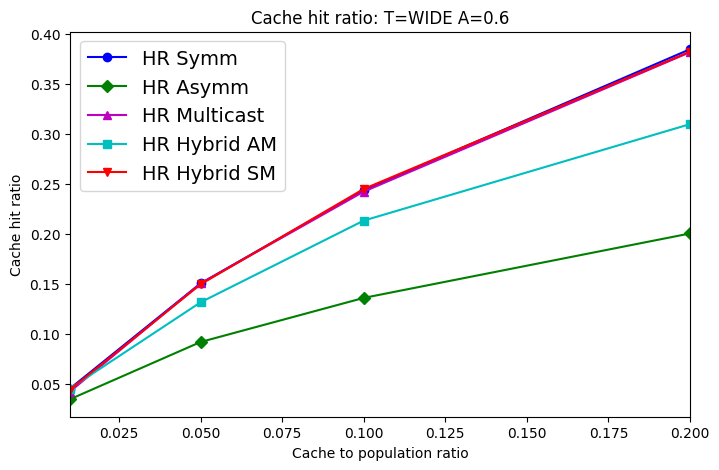 Cache hit ratio: T=WIDE A=0.6
0.40
0.35
0.30
0.25
0.20
0.15
0.10
0.05
Cache hit ratio
HR Symm
HR Asymm
HR Multicast
HR Hybrid AM
HR Hybrid SM
0.025 0.050 0.075 0.100 0.125 0.150 0.175 0.200
Cache to population ratio